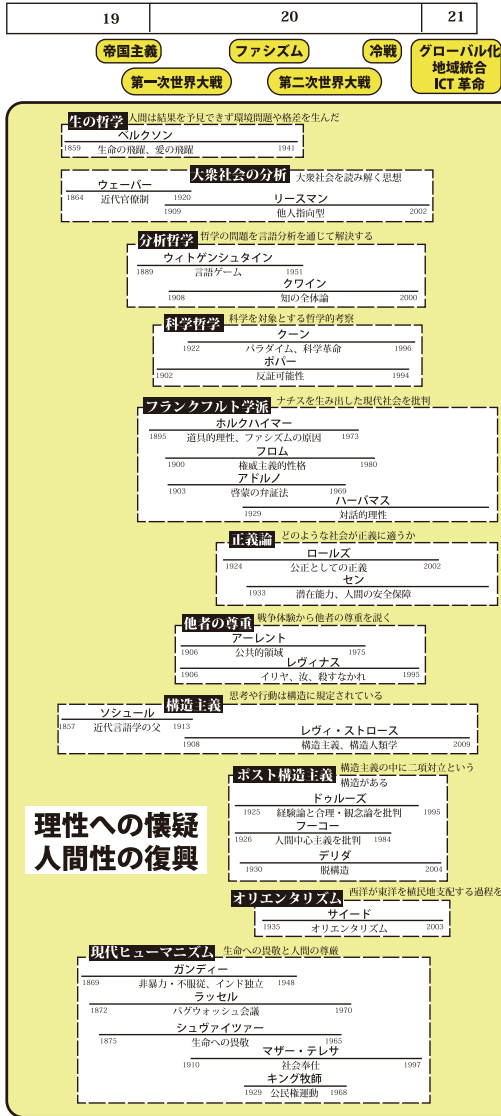 19 20 21
帝国主義 ファシズム 冷戦 グローバル化
地域統合
ICT 革命
第一次世界大戦 第二次世界大戦
生の哲学 人間は結果を予見できず環境問題や格差を生んだ
ベルクソン
1859 生命の飛躍、愛の飛躍 1941
大衆社会の分析 大衆社会を読み解く思想
ウェーバー
1864 近代官僚制 1920
リースマン
1909 他人指向型 2002
分析哲学 哲学の問題を言語分析を通じて解決する
ウィトゲンシュタイン
1889 言語ゲーム 1951
クワイン
1908 知の全体論 2000
科学哲学 科学を対象とする哲学的考察
クーン
1922 パラダイム、科学革命 1996
ポパー
1902 反証可能性 1994
フランクフルト学派 ナチスを生み出した現代社会を批判
ホルクハイマー
1895 道具的理性、ファシズムの原因 1973
フロム
1900 権威主義的性格 1980
アドルノ
1903 啓蒙の弁証法 1969
ハーバマス
1929 対話的理性
正義論 どのような社会が正義に適うか
ロールズ
1924 公正としての正義 2002
セン
1933 潜在能力、人間の安全保障
他者の尊重 戦争体験から他者の尊重を説く
アーレント
1906 公共的領域 1975
レヴィナス
1906 イリヤ、汝、殺すなかれ 1995
構造主義 思考や行動は構造に規定されている
ソシュール
1857 近代言語学の父 1913
レヴィ・ストロース
1908 構造主義、構造人類学 2009
ポスト構造主義 構造主義の中に二項対立という
構造がある
ドゥルーズ
1925 経験論と合理・観念論を批判 1995
フーコー
1926 人間中心主義を批判 1984
デリダ
1930 脱構造 2004
理性への懐疑
人間性の復興
オリエンタリズム 西洋が東洋を植民地支配する過程を
サイード
1935 オリエンタリズム 2003
現代ヒューマニズム 生命への畏敬と人間の尊厳
ガンディー
1869 非暴力・不服従、インド独立 1948
ラッセル
1872 パグウォッシュ会議 1970
シュヴァイツァー
1875 生命への畏敬 1965
マザー・テレサ
1910 社会奉仕 1997
キング牧師
1929 公民権運動 1968